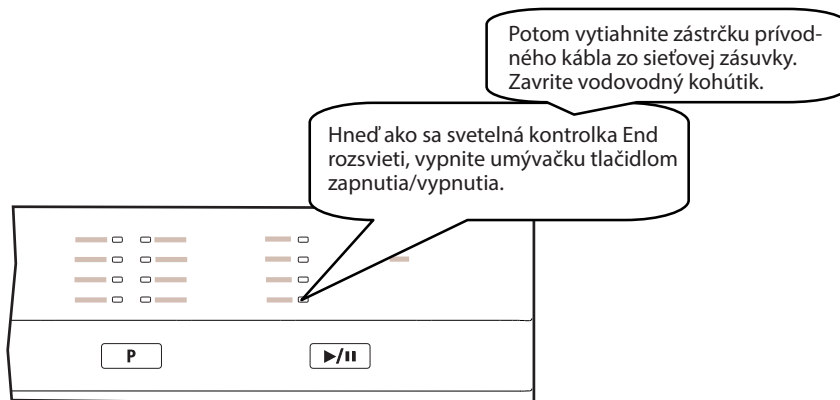 Potom vytiahnite zástrčku prívod-
ného kábla zo sieťovej zásuvky.
Zavrite vodovodný kohútik.
Hneď ako sa svetelná kontrolka End
rozsvieti, vypnite umývačku tlačidlom
zapnutia/vypnutia.
P
▶/II